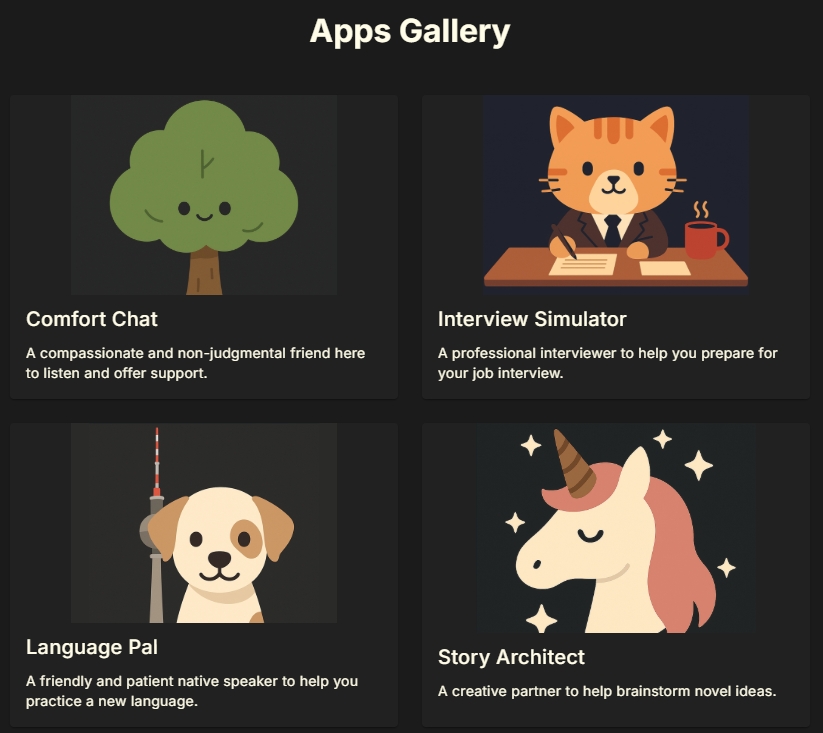 Apps Gallery
Comfort Chat
A compassionate and non-judgmental friend here
to listen and offer support.
Interview Simulator
A professional interviewer to help you prepare for
your job interview.
Language Pal
A friendly and patient native speaker to help you
practice a new language.
Story Architect
A creative partner to help brainstorm novel ideas.